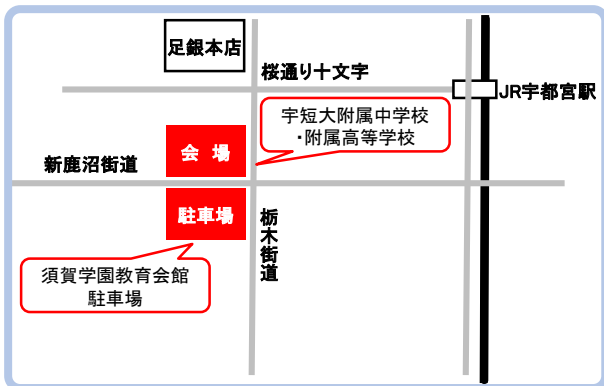 足銀本店
桜通り十文字
JR宇都宮駅
宇短大附属中学校
・附属高等学校
会 場
新鹿沼街道
駐車場
栃木街道
須賀学園教育会館
駐車場